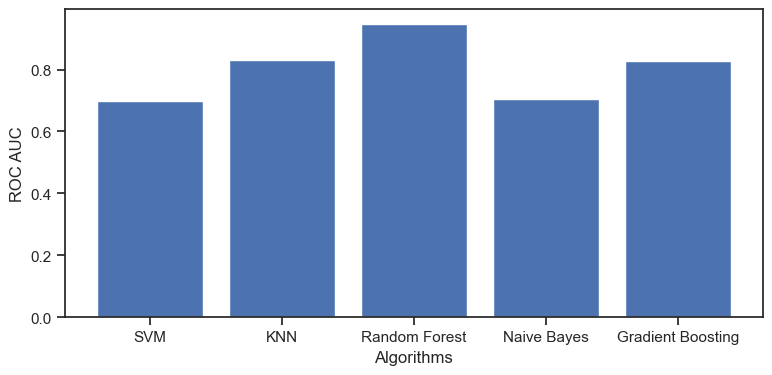 ROC AUC
0.8
0.6
0.4
0.2
0.0
SVM KNN Random Forest Naive Bayes Gradient Boosting
Algorithms